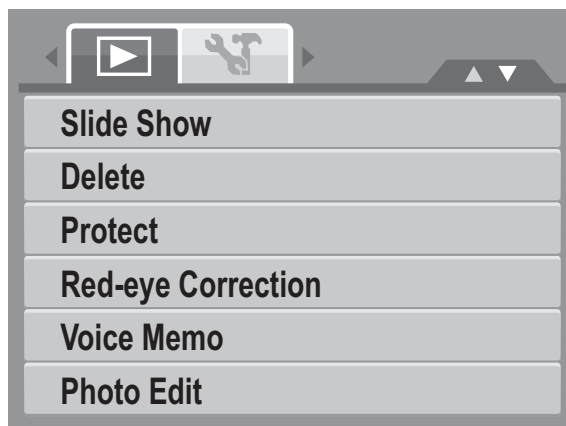 Slide Show
Delete
Protect
Red-eye Correction
Voice Memo
Photo Edit